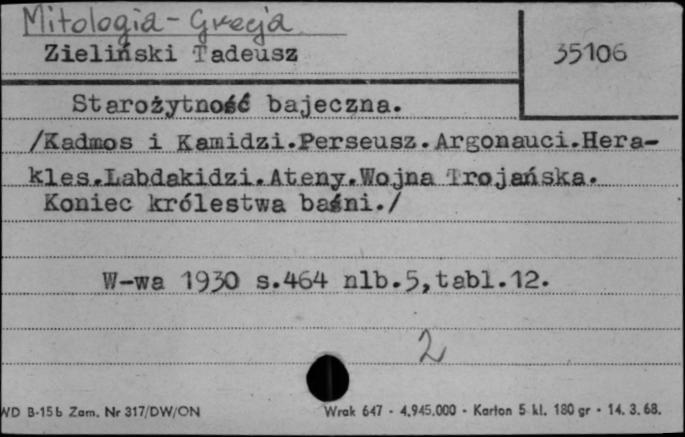 Mitologia - Grecja
Zieliński Tadeusz
35106
Starożytność bajeczna.
/Kadmos i Kamidzi.Perseusz.Argonauci.Hera-
kles.Labdakidzi.Ateny.Wojna Trojańska.
Koniec królestwa baśni./
W-wa 1930 s.464 nlb.5,tabl.12.
2
WD B-15b Zam. Nr 317/DW/ON
Wrak 647 - 4.945.000 - Karton 5 kl. 180 gr - 14. 3. 68.